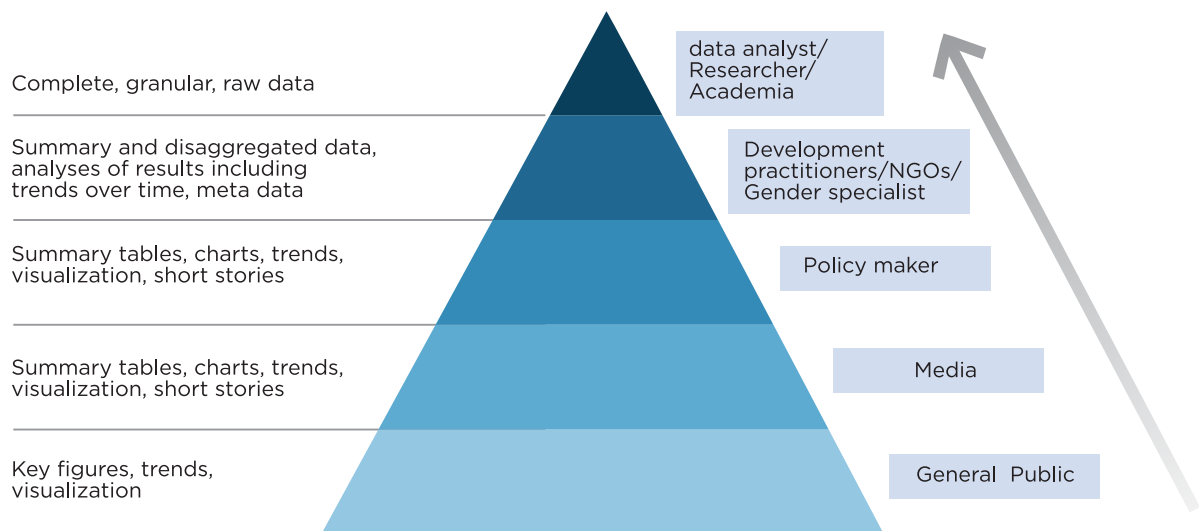 Complete, granular, raw data
data analyst/
Researcher/
Academia
Summary and disaggregated data,
analyses of results including
trends over time, meta data
Development
practitioners/NGOs/
Gender specialist
Summary tables, charts, trends,
visualization, short stories
Policy maker
Summary tables, charts, trends,
visualization, short stories
Media
Key figures, trends,
visualization
General Public